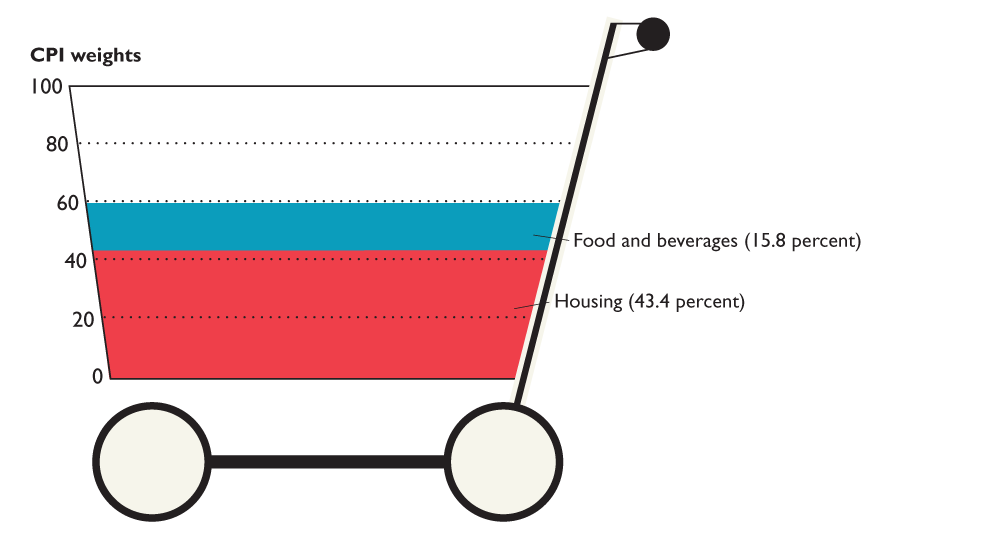 CPI weights
100
80
60
Food and beverages (15.8 percent)
40
Housing (43.4 percent)
20
0